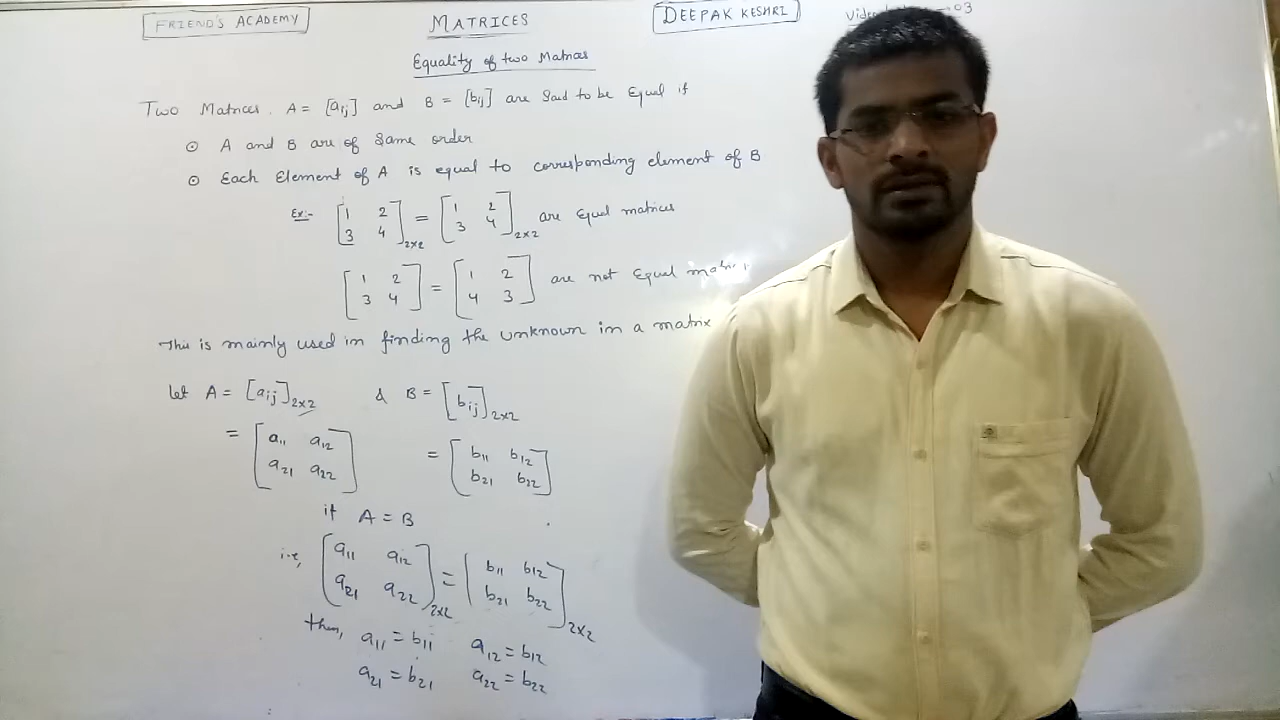 FRIEND'S ACADEMY MATRICES DEEPAK KESHRI 03
Equality of two Matrices
Two Matrices. A = [aij] and B = [bij] are Said to be Equal if
⊙ A and B are of Same order
⊙ Each Element of A is equal to corresponding element of B
Ex:- [1 2 = [1 2 are Equal matrices
3 4]2x2 3 4]2x2
[1 2 = [1 2 are not Equal
3 4] 4 3]
This is mainly used in finding the unknown in a matrix
let A = [aij]2x2 & B = [bij]2x2
= [a11 a12 = [b11 b12
a21 a22] b21 b22]
if A = B
i.e, [a11 a12 = [b11 b12
a21 a22]2x2 b21 b22]2x2
then, a11 = b11 a12 = b12
a21 = b21 a22 = b22